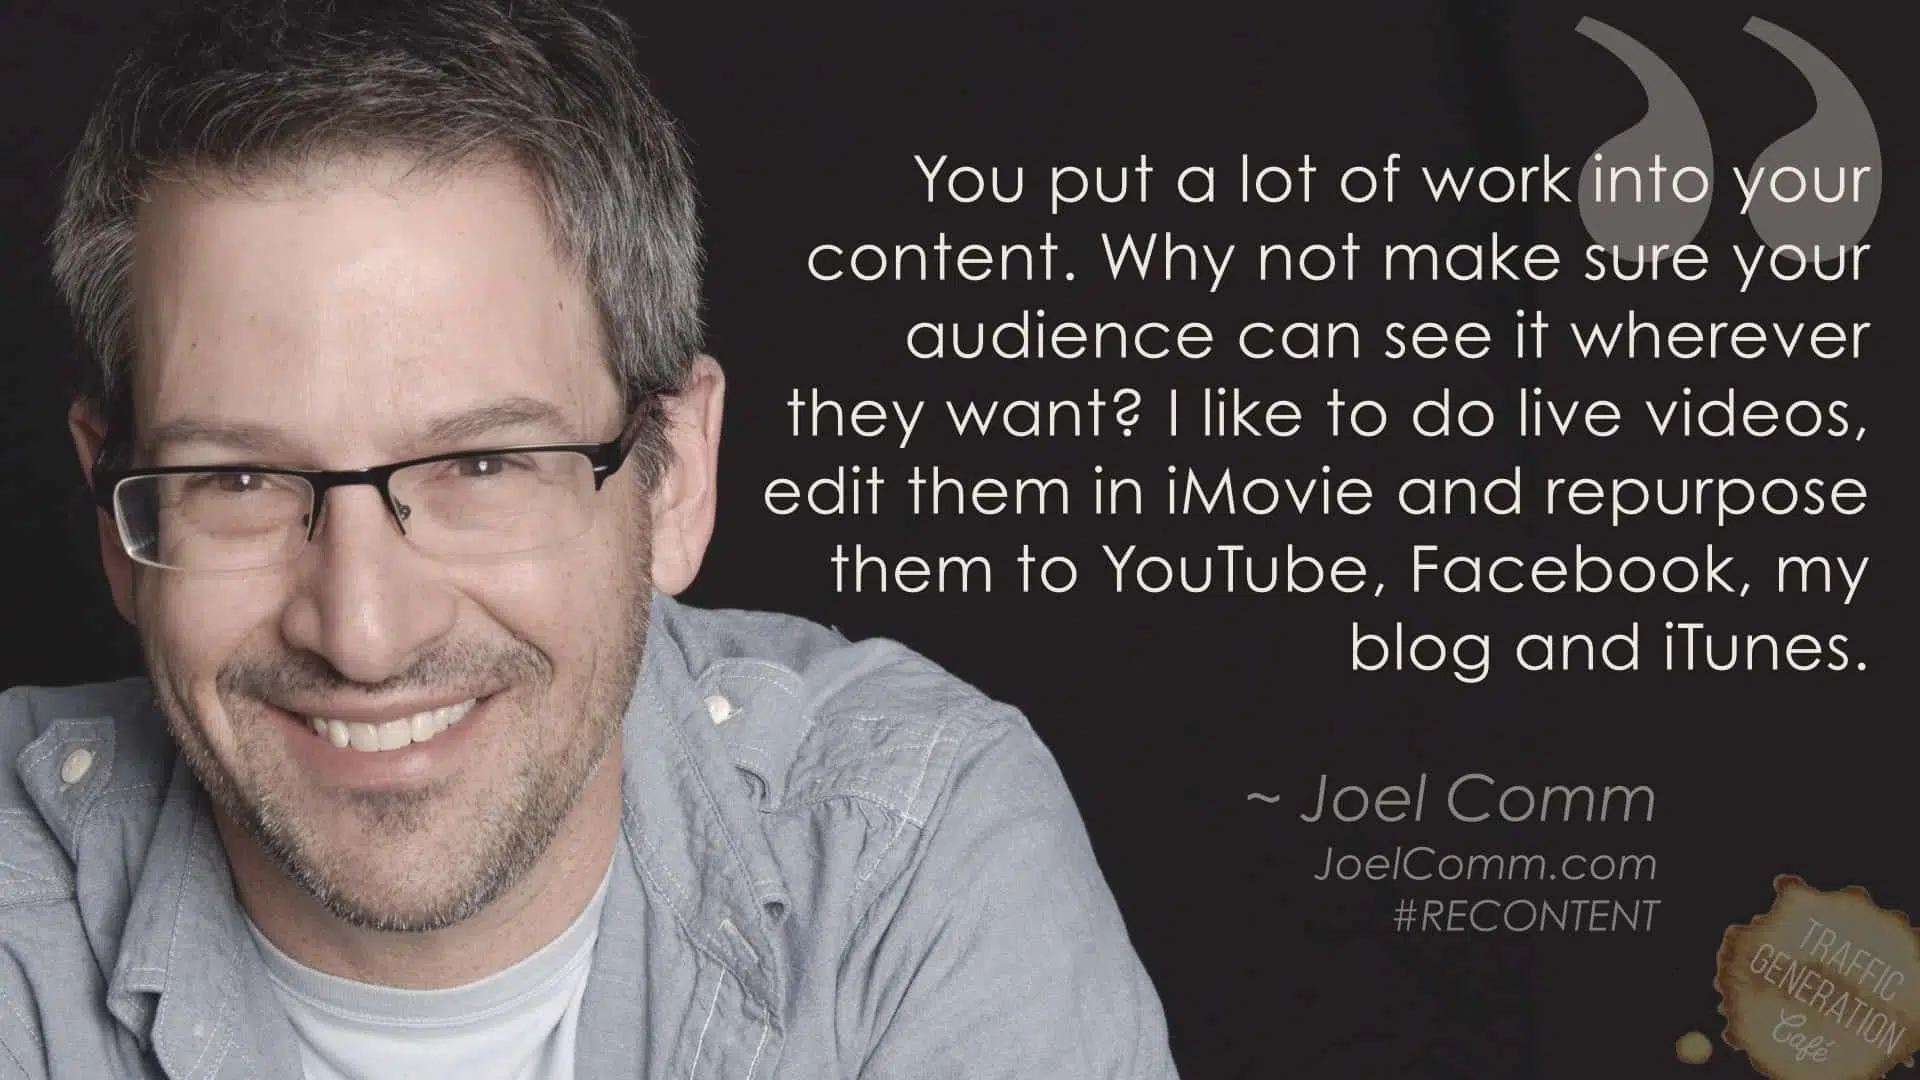 You put a lot of work into your
content. Why not make sure your
audience can see it wherever
they want? I like to do live videos,
edit them in iMovie and repurpose
them to YouTube, Facebook, my
blog and iTunes.
~ Joel Comm
JoelComm.com
#RECONTENT
TRAFFIC
GENERATION
Café